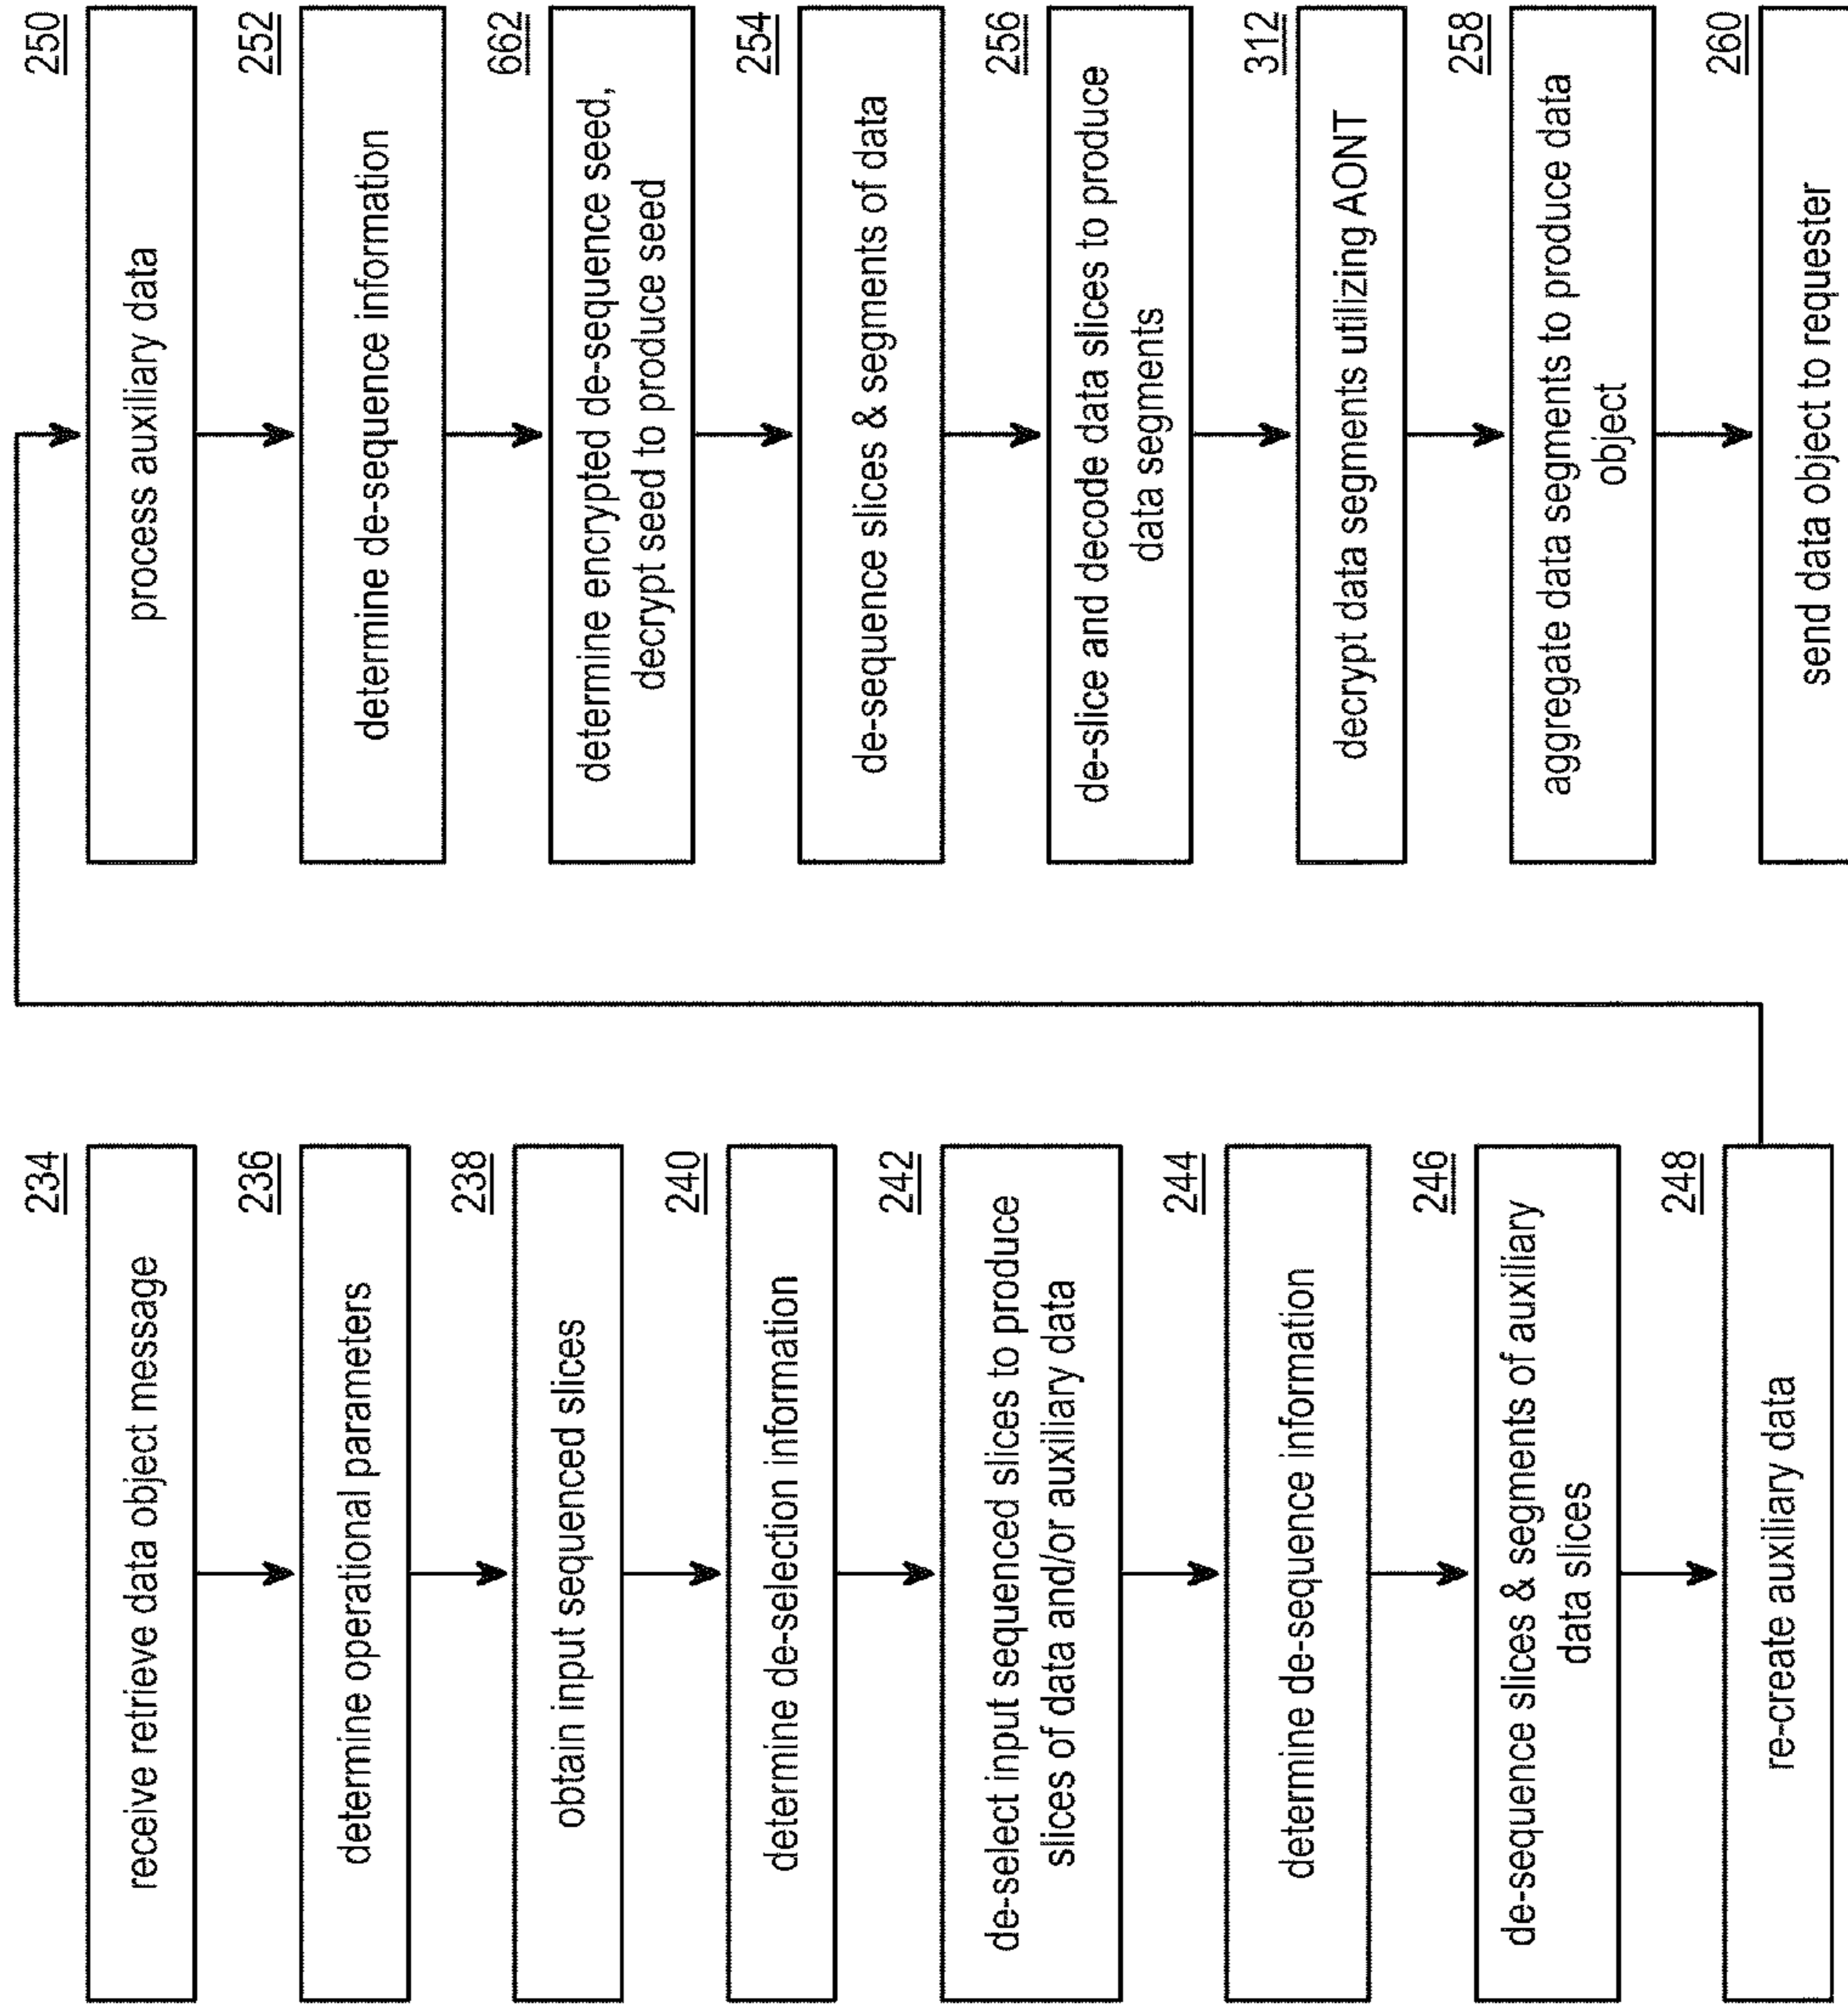 234
receive retrieve data object message
236
determine operational parameters
238
obtain input sequenced slices
240
determine de-selection information
242
de-select input sequenced slices to produce
slices of data and/or auxiliary data
244
determine de-sequence information
246
de-sequence slices & segments of auxiliary
data slices
248
re-create auxiliary data
250
process auxiliary data
252
determine de-sequence information
662
determine encrypted de-sequence seed,
decrypt seed to produce seed
254
de-sequence slices & segments of data
256
de-slice and decode data slices to produce
data segments
312
decrypt data segments utilizing AONT
258
aggregate data segments to produce data
object
260
send data object to requester